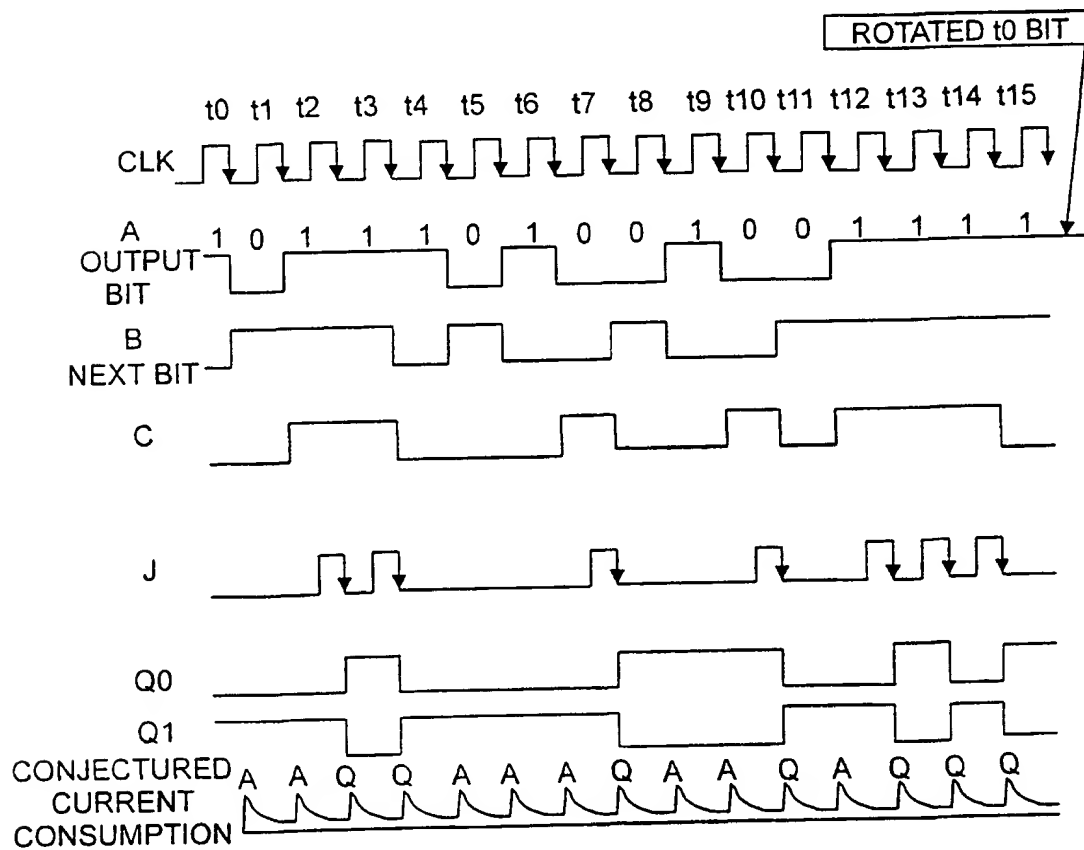 ROTATED t0 BIT
t0 t1 t2 t3 t4 t5 t6 t7 t8 t9 t10 t11 t12 t13 t14 t15
CLK
A
OUTPUT
BIT
1 0 1 1 1 0 1 0 0 1 0 0 1 1 1 1
B
NEXT BIT
C
J
Q0
Q1
CONJECTURED
CURRENT
CONSUMPTION
A A Q Q A A A Q A A Q A Q Q Q